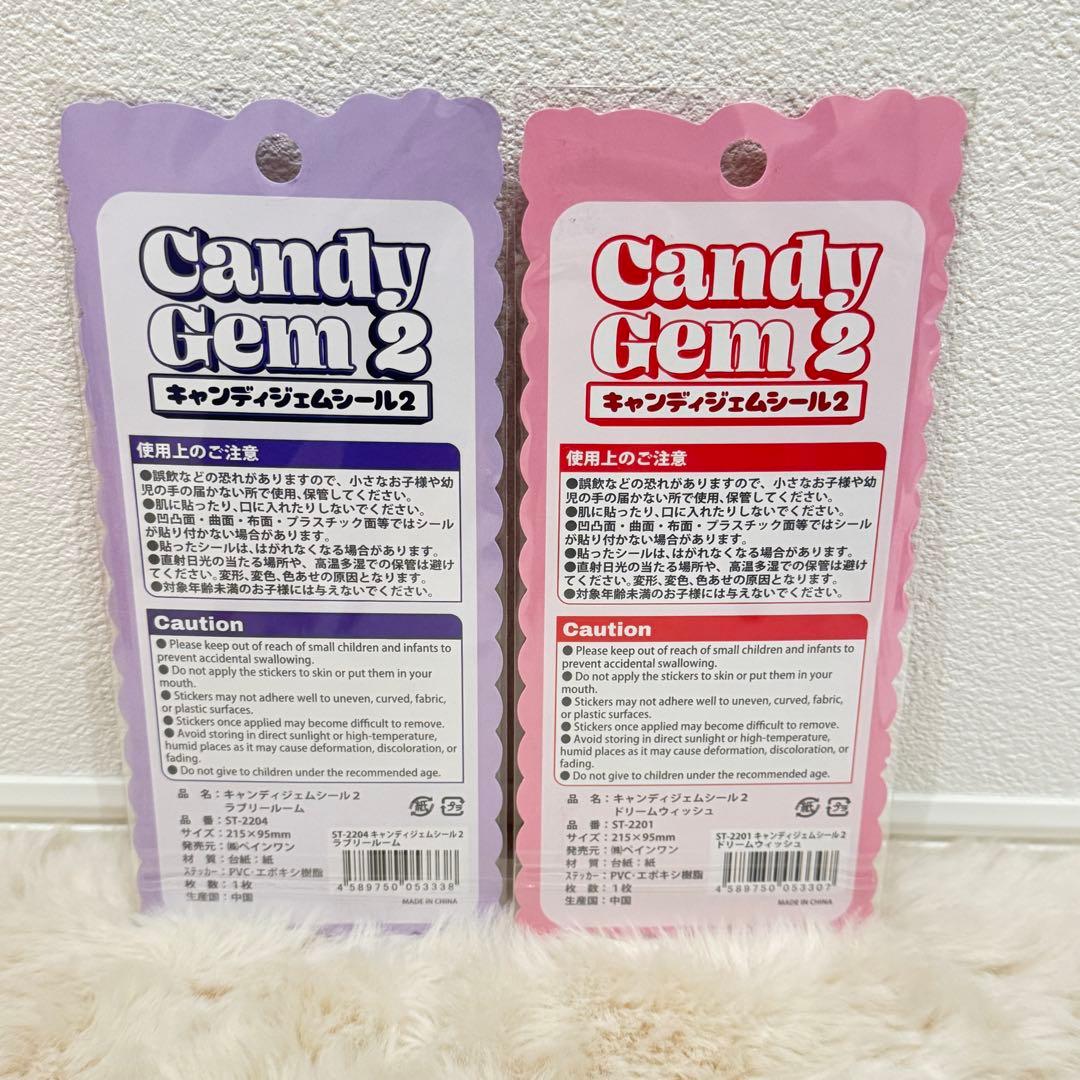 Candy
Gem 2
キャンディジェムシール2
使用上のご注意
●誤飲などの恐れがありますので、小さなお子様や幼
児の手の届かない所で使用、保管してください。
●肌に貼ったり、口に入れたりしないでください。
●凹凸面・曲面・布面・プラスチック面等ではシール
が貼り付かない場合があります。
●貼ったシールは、はがれなくなる場合があります。
●直射日光の当たる場所や、高温多湿での保管は避け
てください。変形、変色、色あせの原因となります。
●対象年齢未満のお子様には与えないでください。
Caution
● Please keep out of reach of small children and infants to
prevent accidental swallowing.
● Do not apply the stickers to skin or put them in your
mouth.
● Stickers may not adhere well to uneven, curved, fabric,
or plastic surfaces.
● Stickers once applied may become difficult to remove.
● Avoid storing in direct sunlight or high-temperature,
humid places as it may cause deformation, discoloration, or
fading.
● Do not give to children under the recommended age.
品 名：キャンディジェムシール2
ラブリールーム
品 番：ST-2204
サイズ：215×95mm
発売元：㈱ペインワン
材 質：台紙：紙
ステッカー：PVC・エポキシ樹脂
枚 数：1枚
生産国：中国
紙
プラ
ST-2204 キャンディジェムシール2
ラブリールーム
4 589750 053338
MADE IN CHINA
Candy
Gem 2
キャンディジェムシール2
使用上のご注意
●誤飲などの恐れがありますので、小さなお子様や幼
児の手の届かない所で使用、保管してください。
●肌に貼ったり、口に入れたりしないでください。
●凹凸面・曲面・布面・プラスチック面等ではシール
が貼り付かない場合があります。
●貼ったシールは、はがれなくなる場合があります。
●直射日光の当たる場所や、高温多湿での保管は避け
てください。変形、変色、色あせの原因となります。
●対象年齢未満のお子様には与えないでください。
Caution
● Please keep out of reach of small children and infants to
prevent accidental swallowing.
● Do not apply the stickers to skin or put them in your
mouth.
● Stickers may not adhere well to uneven, curved, fabric,
or plastic surfaces.
● Stickers once applied may become difficult to remove.
● Avoid storing in direct sunlight or high-temperature,
humid places as it may cause deformation, discoloration, or
fading.
● Do not give to children under the recommended age.
品 名：キャンディジェムシール2
ドリームウィッシュ
品 番：ST-2201
サイズ：215×95mm
発売元：㈱ペインワン
材 質：台紙：紙
ステッカー：PVC・エポキシ樹脂
枚 数：1枚
生産国：中国
紙
プラ
ST-2201 キャンディジェムシール2
ドリームウィッシュ
4 589750 053307
MADE IN CHINA